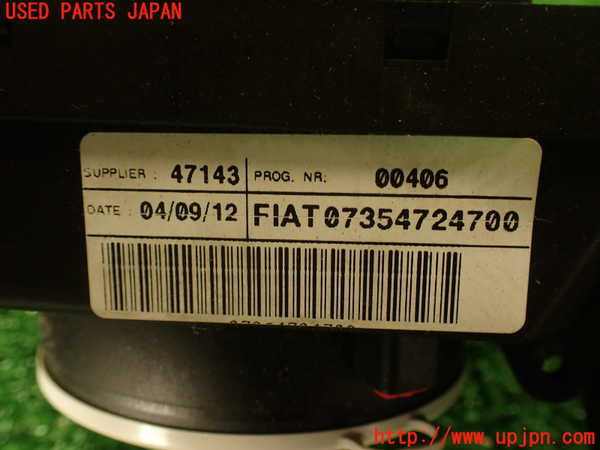 USED PARTS JAPAN
SUPPLIER : 47143 PROG. NR: 00406
DATE : 04/09/12 FIAT07354724700
http://www.upjpn.com